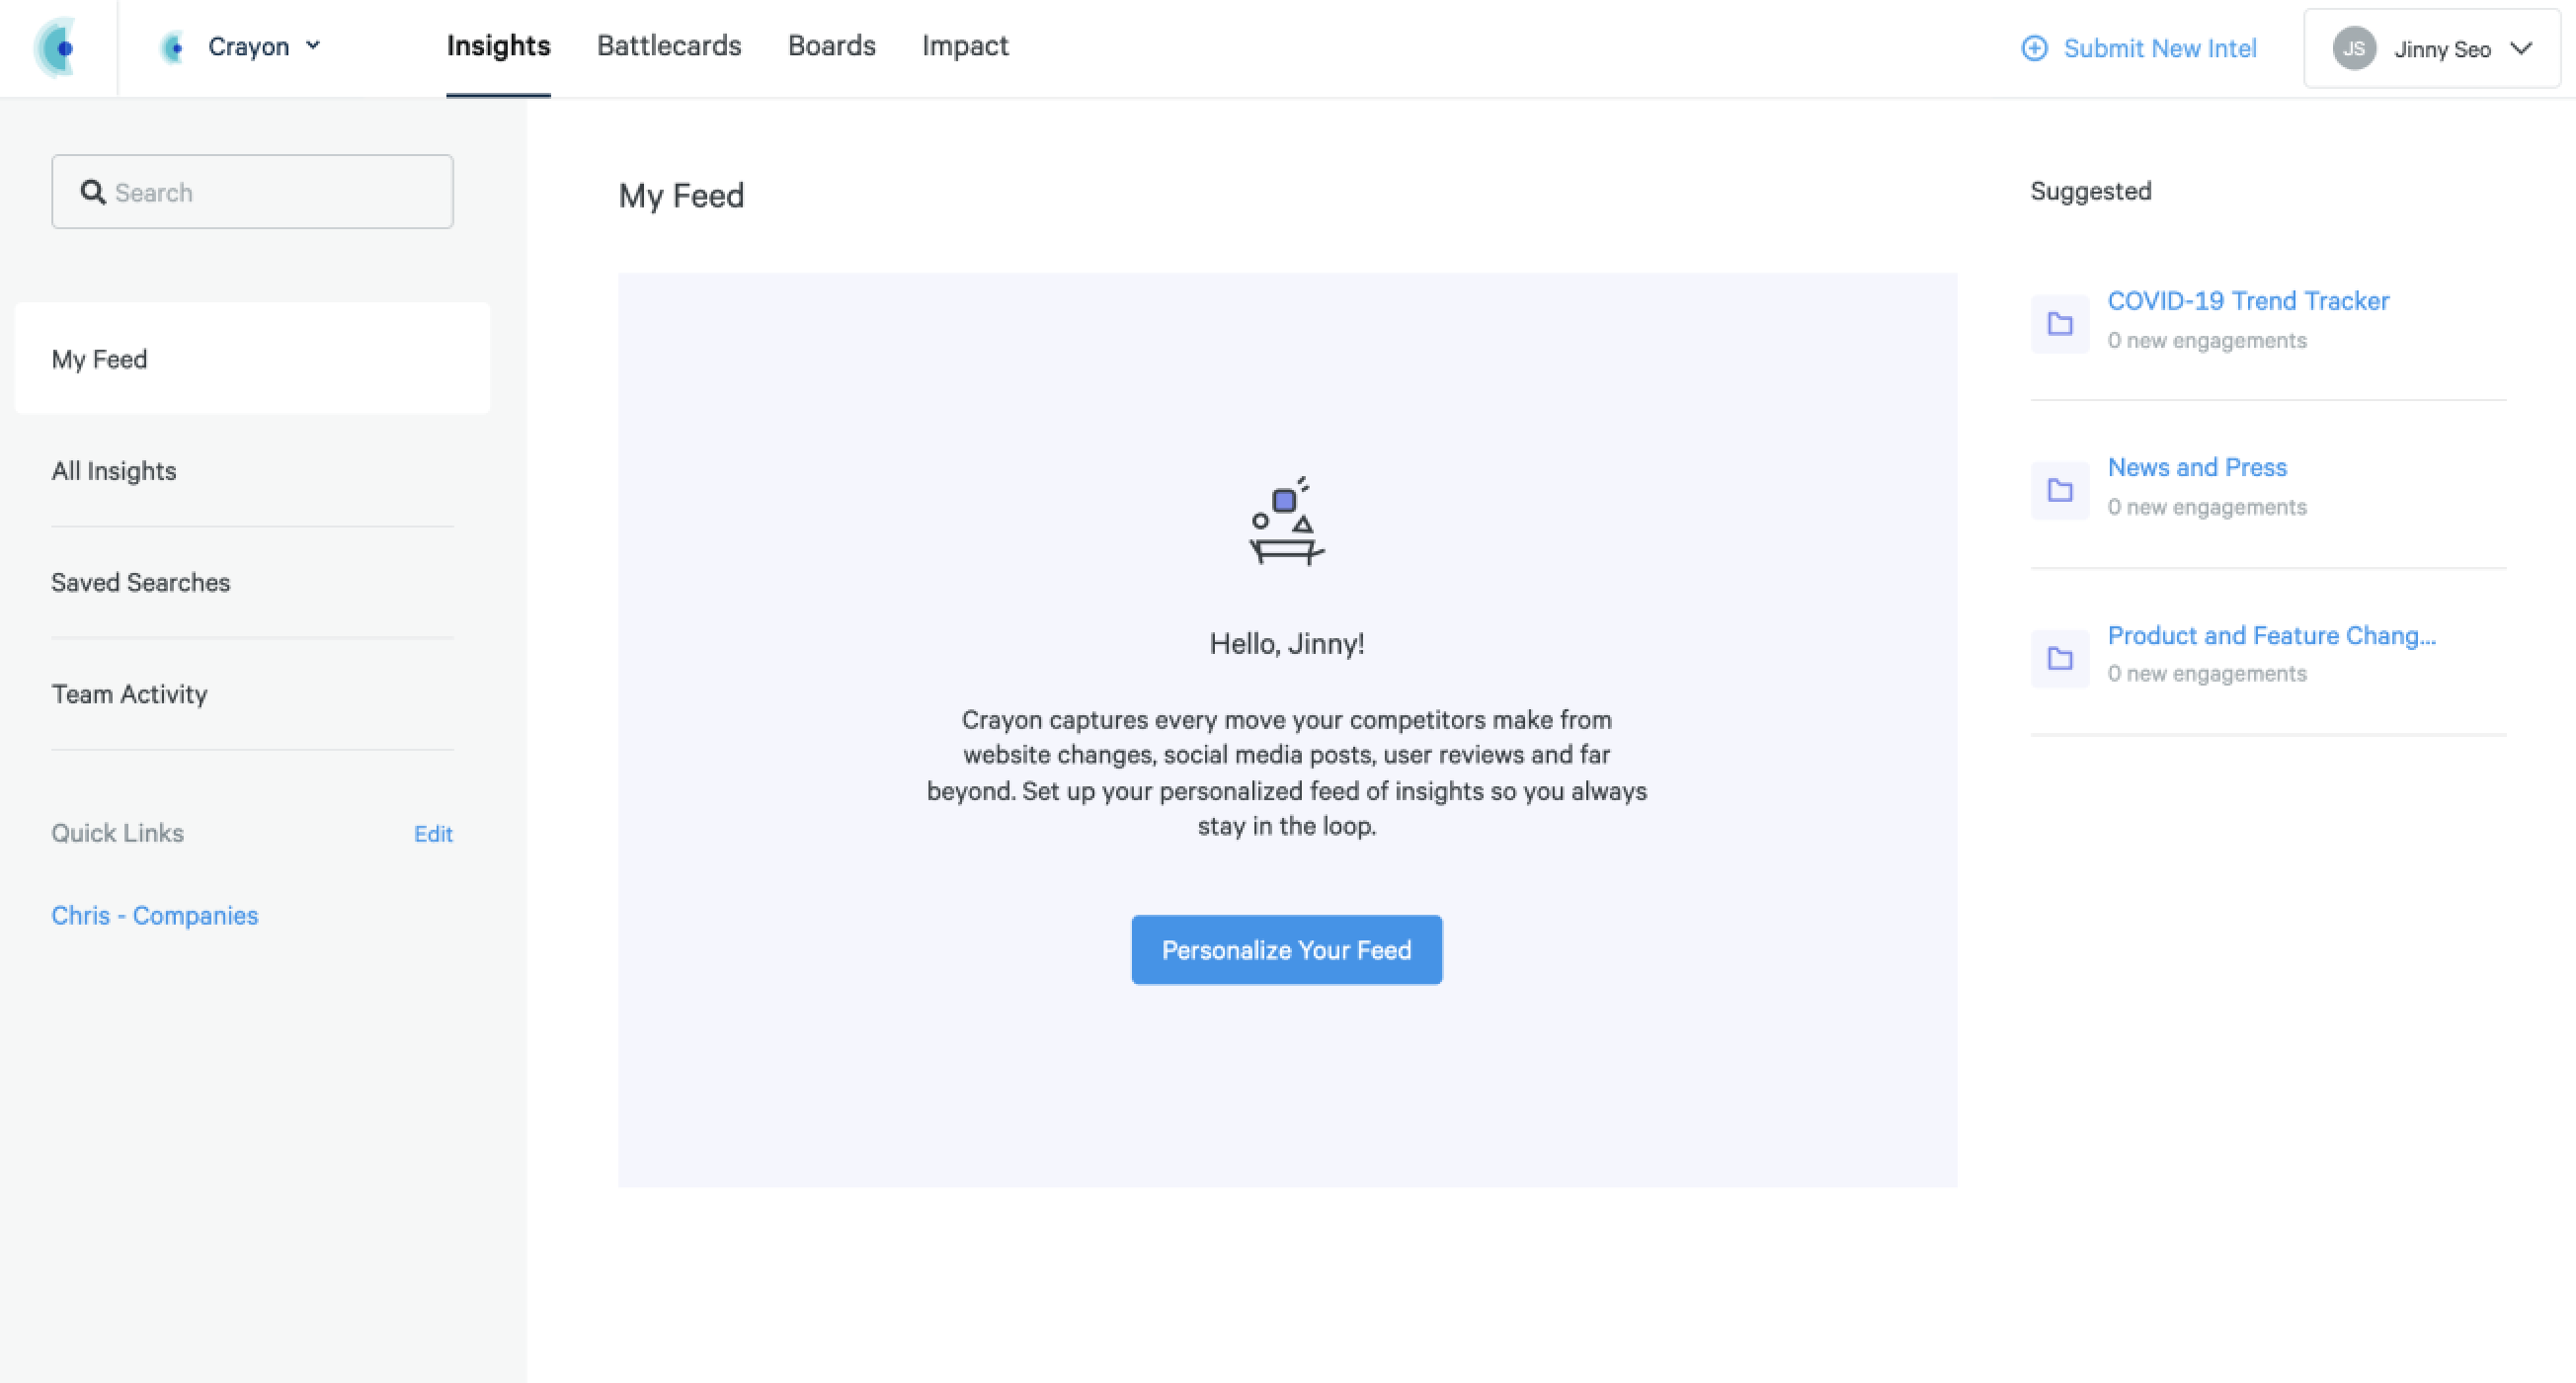 Crayon
Insights
Battlecards
Boards
Impact
Submit New Intel
JS
Jinny Seo
Search
My Feed
All Insights
Saved Searches
Team Activity
Quick Links
Edit
Chris - Companies
My Feed
Hello, Jinny!
Crayon captures every move your competitors make from
website changes, social media posts, user reviews and far
beyond. Set up your personalized feed of insights so you always
stay in the loop.
Personalize Your Feed
Suggested
COVID-19 Trend Tracker
0 new engagements
News and Press
0 new engagements
Product and Feature Chang...
0 new engagements